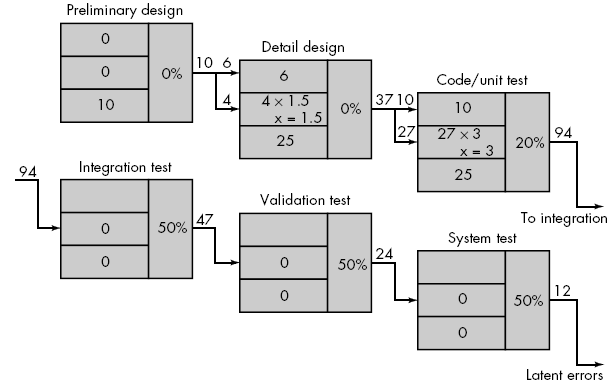 Preliminary design
0
0
10
0%
10 6
4
Detail design
6
4 × 1.5
x = 1.5
25
0%
37 10
27
Code/unit test
10
27 × 3
x = 3
25
20%
94
To integration
94
Integration test
0
0
50%
47
Validation test
0
0
50%
24
System test
0
0
50%
12
Latent errors